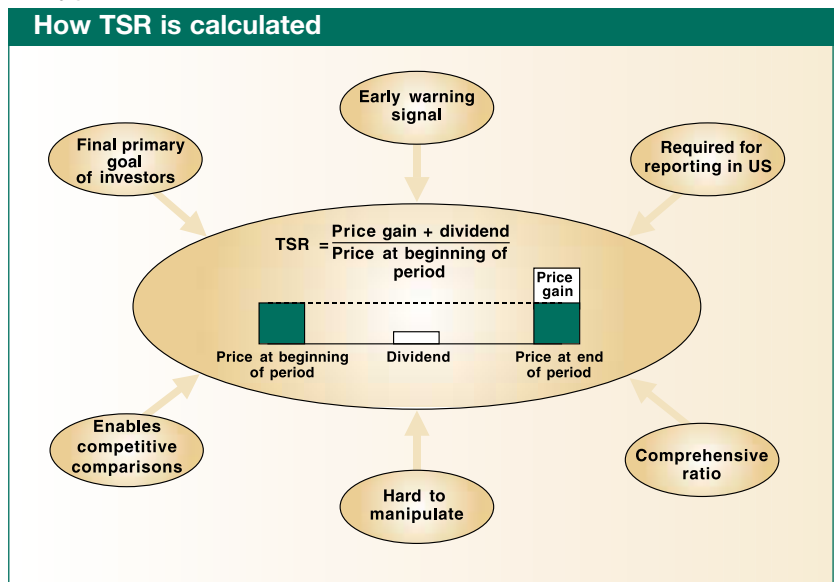 How TSR is calculated
Early warning
signal
Final primary
goal
of investors
Required for
reporting in US
TSR = Price gain + dividend
Price at beginning of
period
Price
gain
Price at beginning
of period
Dividend
Price at end
of period
Enables
competitive
comparisons
Hard to
manipulate
Comprehensive
ratio